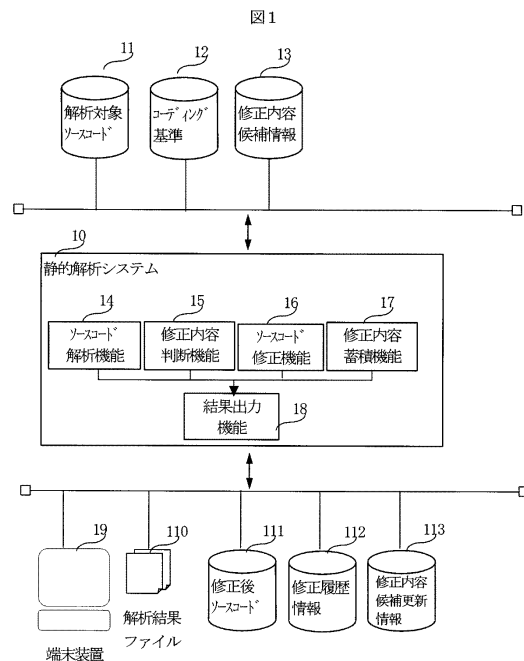 図1
11
12
13
解析対象
ｿｰｽｺｰﾄﾞ
ｺｰﾃﾞｨﾝｸﾞ
基準
修正内容
候補情報
10
静的解析システム
14
15
16
17
ｿｰｽｺｰﾄﾞ
解析機能
修正内容
判断機能
ｿｰｽｺｰﾄﾞ
修正機能
修正内容
蓄積機能
結果出力
機能
18
19
110
111
112
113
端末装置
解析結果
ファイル
修正後
ｿｰｽｺｰﾄﾞ
修正履歴
情報
修正内容
候補更新
情報